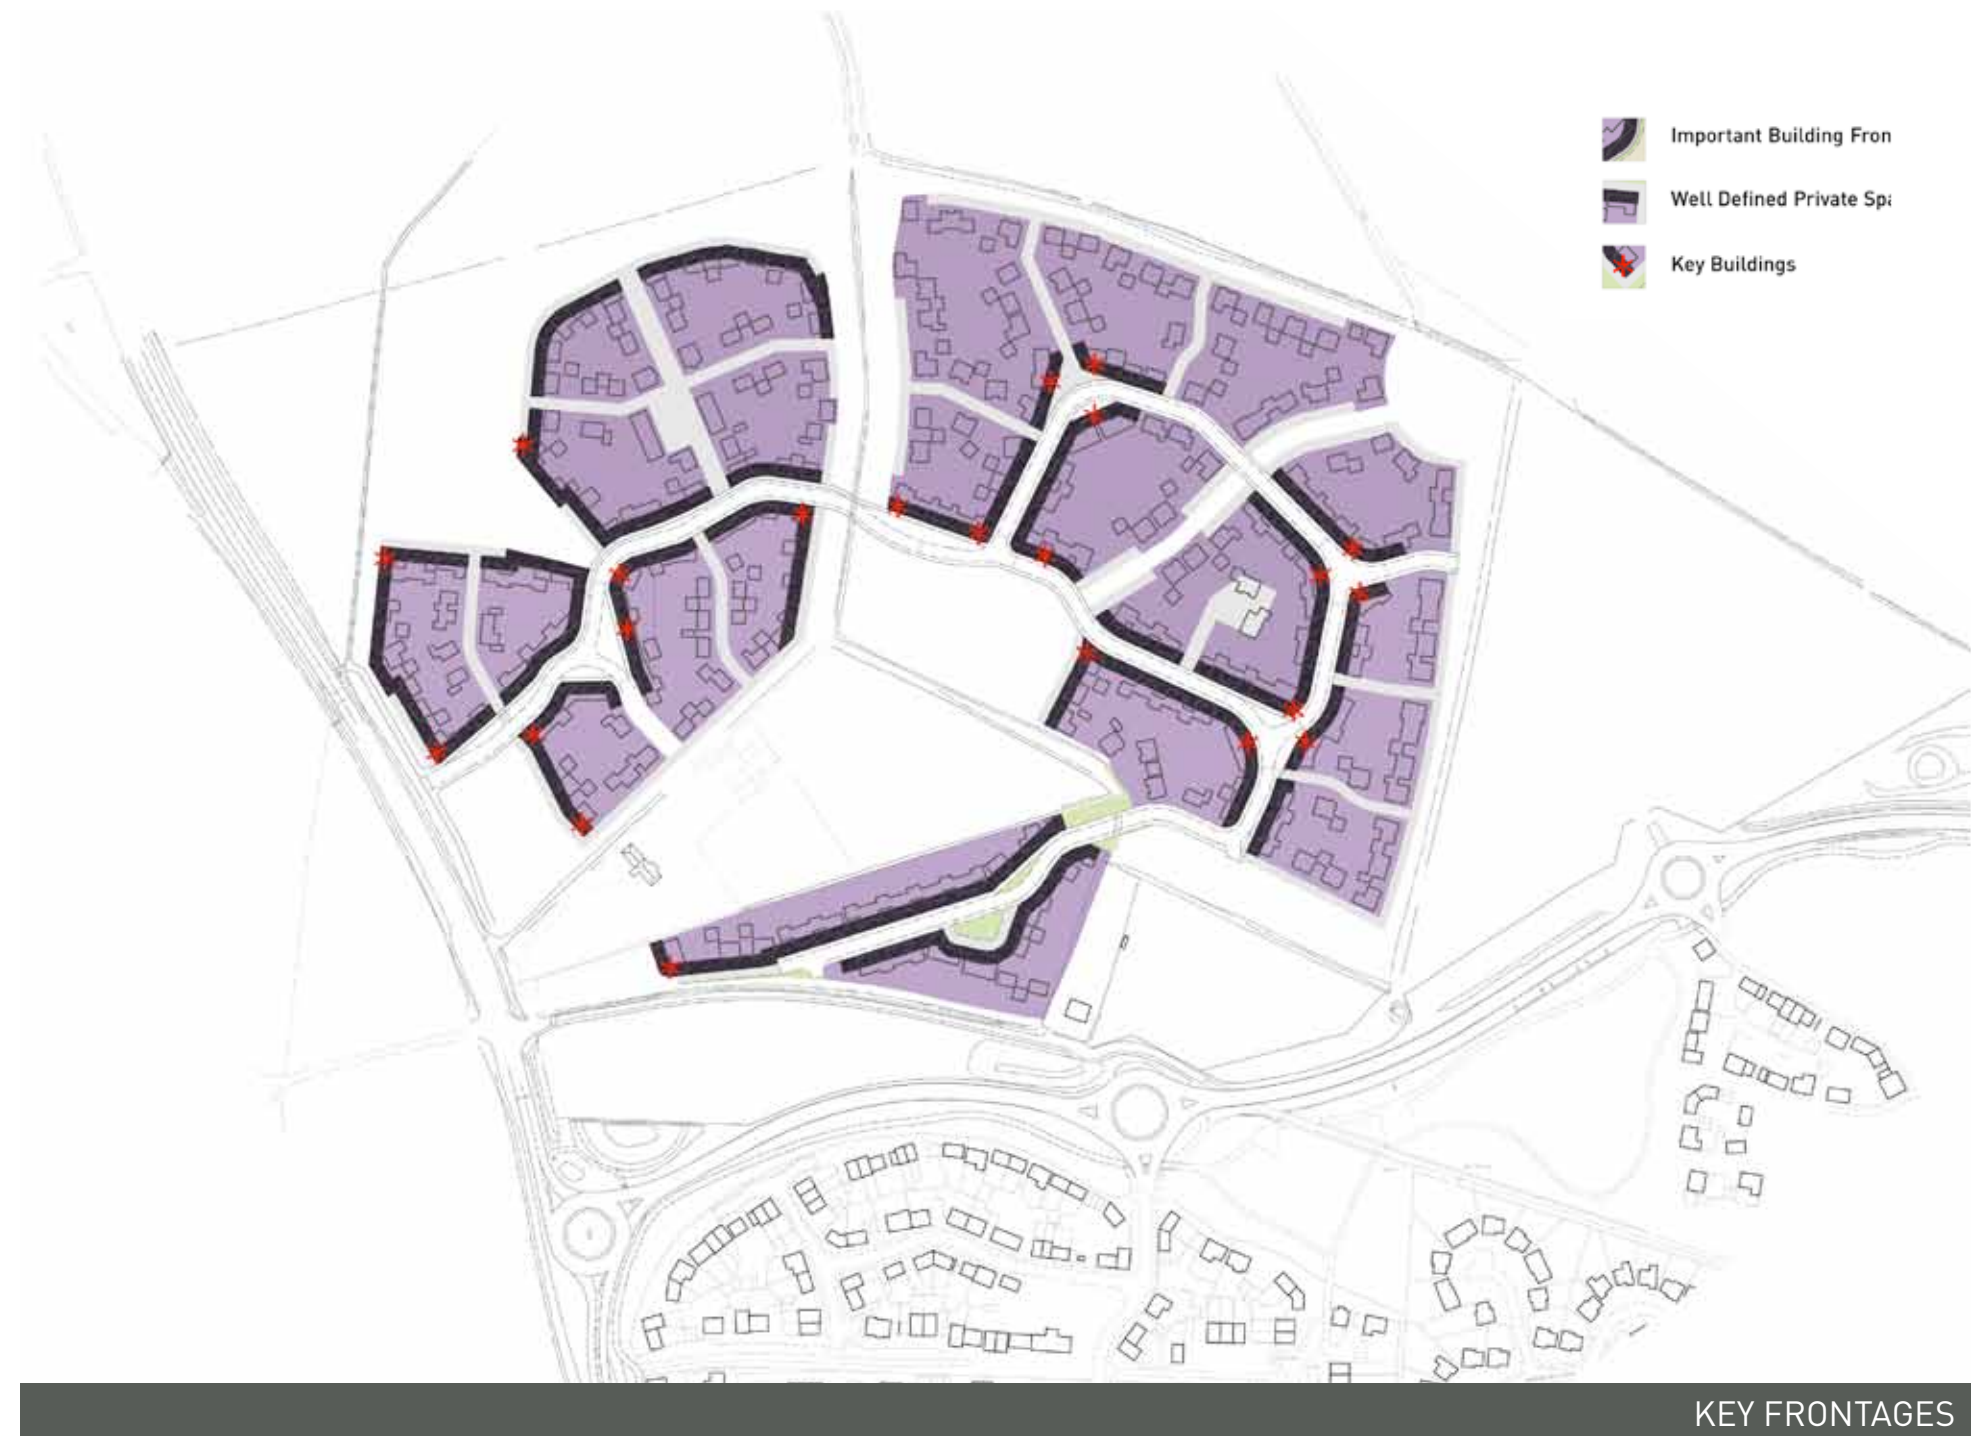 Important Building Fron
Well Defined Private Spa
Key Buildings
KEY FRONTAGES